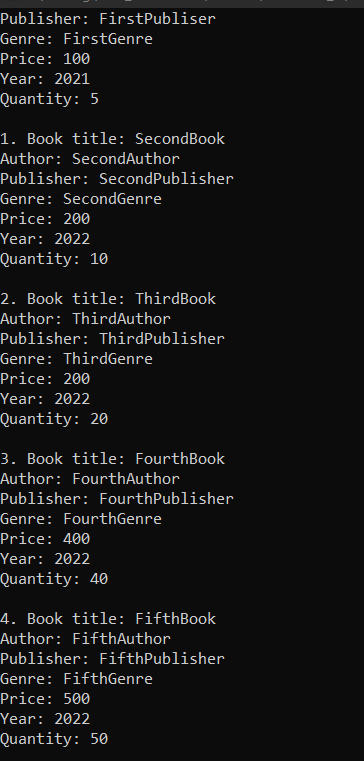 Publisher: FirstPubliser
Genre: FirstGenre
Price: 100
Year: 2021
Quantity: 5

1. Book title: SecondBook
Author: SecondAuthor
Publisher: SecondPublisher
Genre: SecondGenre
Price: 200
Year: 2022
Quantity: 10

2. Book title: ThirdBook
Author: ThirdAuthor
Publisher: ThirdPublisher
Genre: ThirdGenre
Price: 200
Year: 2022
Quantity: 20

3. Book title: FourthBook
Author: FourthAuthor
Publisher: FourthPublisher
Genre: FourthGenre
Price: 400
Year: 2022
Quantity: 40

4. Book title: FifthBook
Author: FifthAuthor
Publisher: FifthPublisher
Genre: FifthGenre
Price: 500
Year: 2022
Quantity: 50